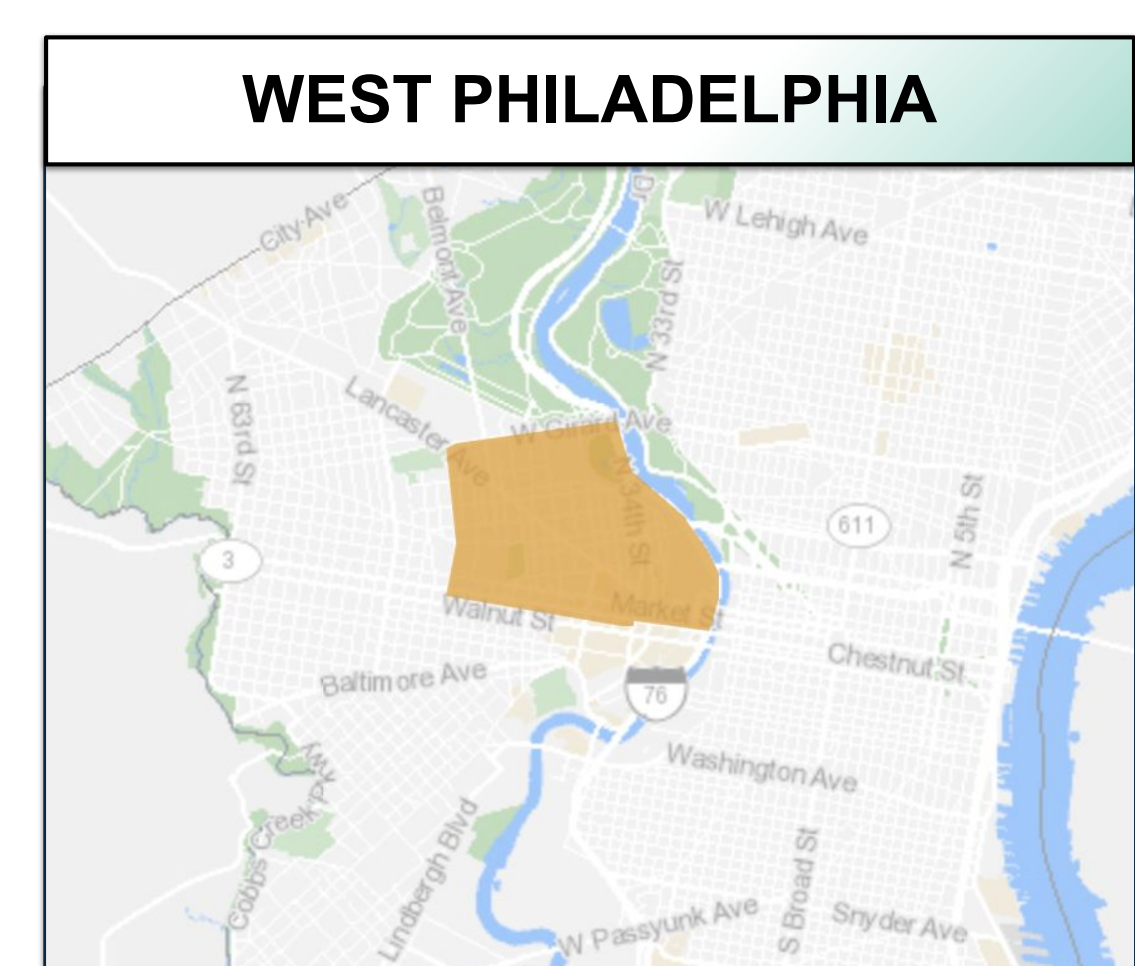 WEST PHILADELPHIA
Dr
City Ave
Belmont Ave
W Lehigh Ave
N 33rd St
N 63rd St
Lancaster Ave
W Girard Ave
N 34th St
N 5th St
611
3
Walnut St
Market St
Chestnut St
Baltimore Ave
76
Washington Ave
Cobbs Creek Pkwy
Lindbergh Blvd
S Broad St
W Passyunk Ave
Snyder Ave